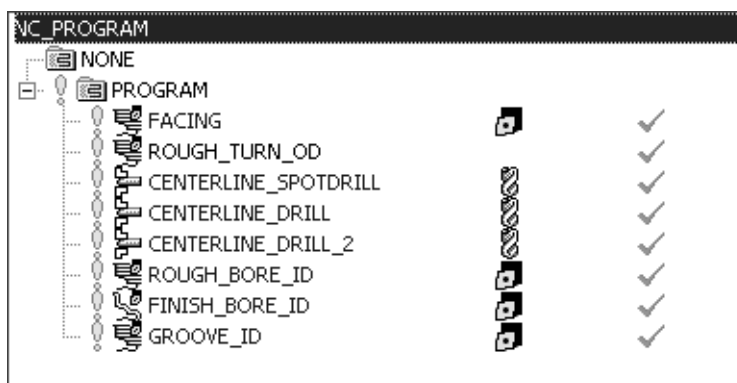 NC_PROGRAM
NONE
PROGRAM
FACING
ROUGH_TURN_OD
CENTERLINE_SPOTDRILL
CENTERLINE_DRILL
CENTERLINE_DRILL_2
ROUGH_BORE_ID
FINISH_BORE_ID
GROOVE_ID